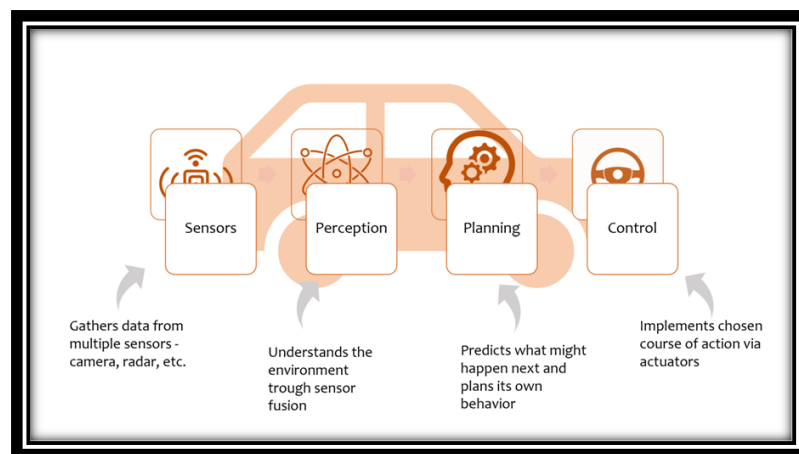 Sensors
Perception
Planning
Control
Gathers data from
multiple sensors -
camera, radar, etc.
Understands the
environment
trough sensor
fusion
Predicts what might
happen next and
plans its own
behavior
Implements chosen
course of action via
actuators